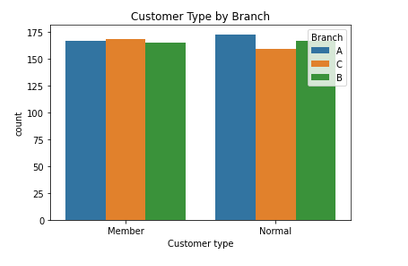 Customer Type by Branch
175
150
125
100
75
50
25
0
count
Branch
A
C
B
Member Normal
Customer type